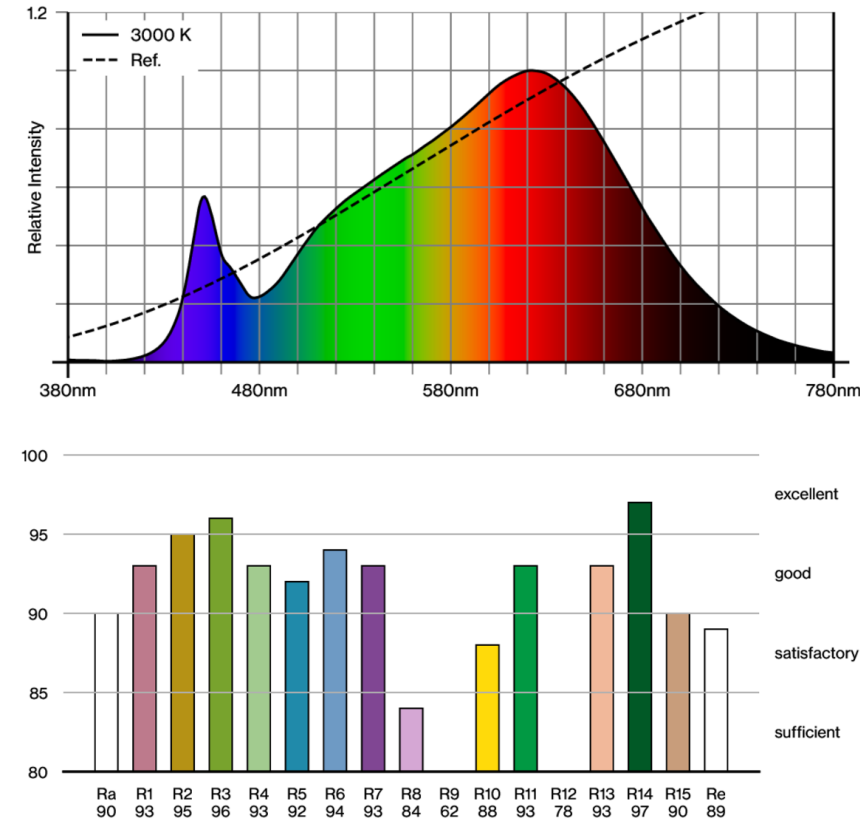 1.2
3000 K
Ref.
Relative Intensity
380nm 480nm 580nm 680nm 780nm
100
excellent
95
good
90
satisfactory
85
sufficient
80
Ra R1 R2 R3 R4 R5 R6 R7 R8 R9 R10 R11 R12 R13 R14 R15 Re
90 93 95 96 93 92 94 93 84 62 88 93 78 93 97 90 89